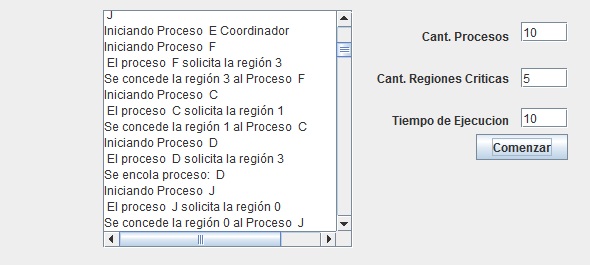 J
Iniciando Proceso E Coordinador
Iniciando Proceso F
El proceso F solicita la región 3
Se concede la región 3 al Proceso F
Iniciando Proceso C
El proceso C solicita la región 1
Se concede la región 1 al Proceso C
Iniciando Proceso D
El proceso D solicita la región 3
Se encola proceso: D
Iniciando Proceso J
El proceso J solicita la región 0
Se concede la región 0 al Proceso J
Cant. Procesos 10
Cant. Regiones Criticas 5
Tiempo de Ejecucion 10
Comenzar